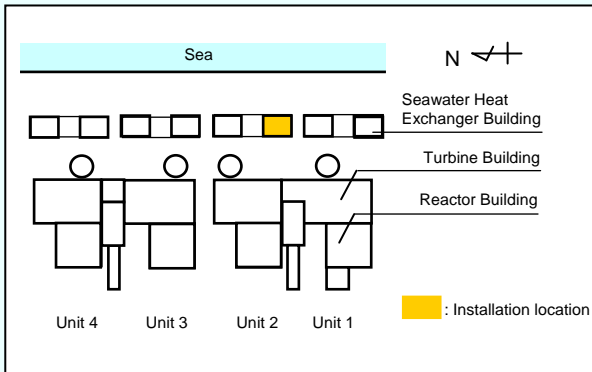 Sea
N
Seawater Heat
Exchanger Building
Turbine Building
Reactor Building
Unit 4
Unit 3
Unit 2
Unit 1
: Installation location